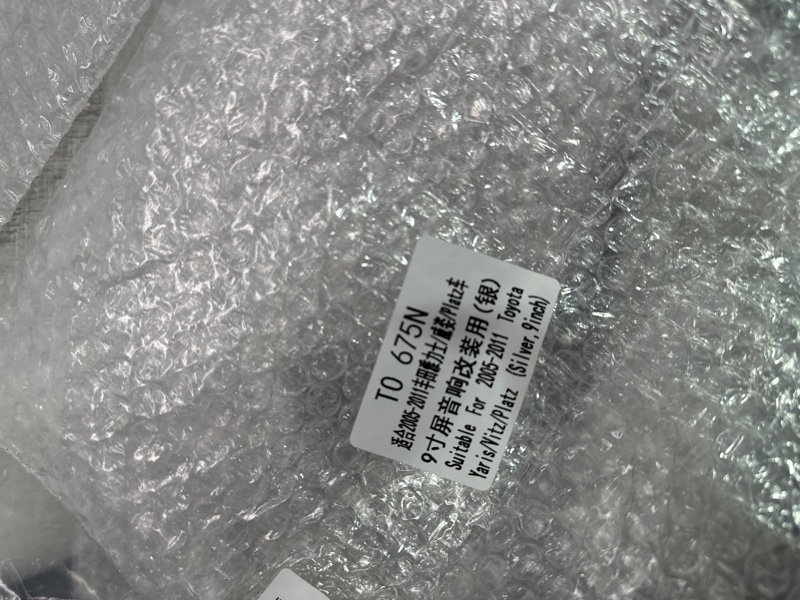 TO 675N
适合2005-2011丰田雅力士/威姿/Platz车
9寸屏音响改装用(银)
Suitable For 2005-2011 Toyota
Yaris/Vitz/Platz (Silver,9inch)